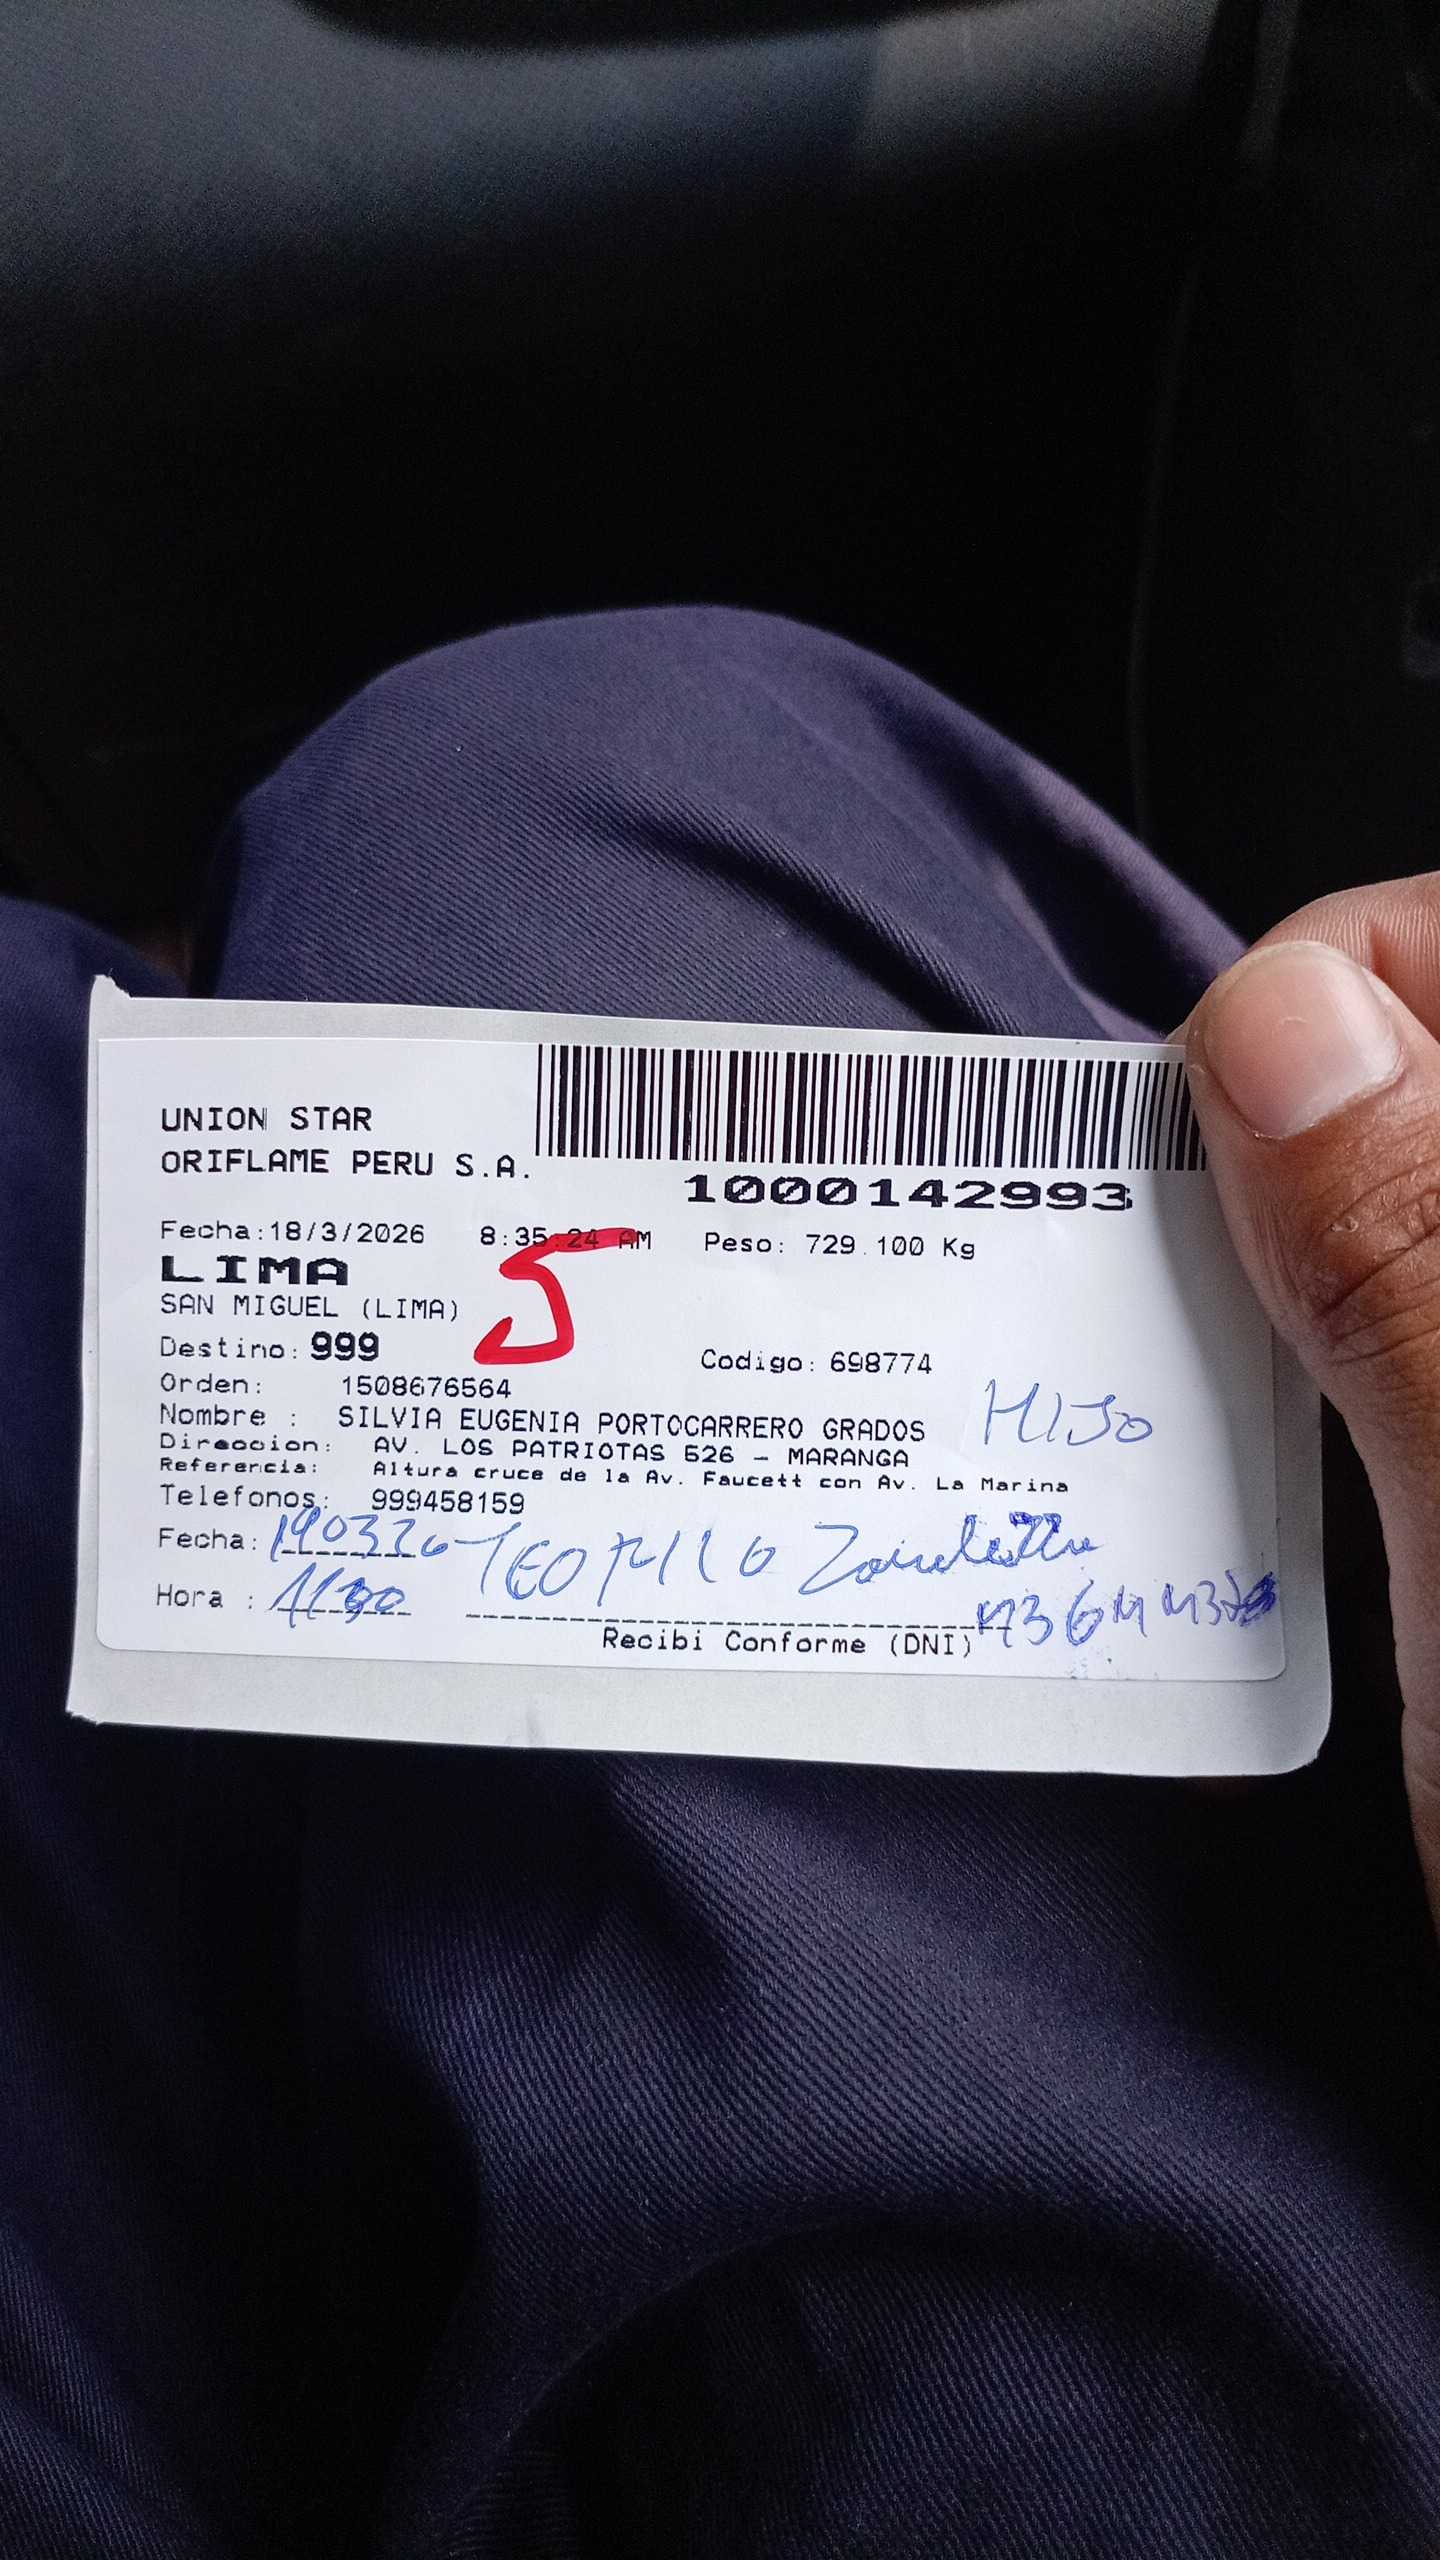 UNION STAR
ORIFLAME PERU S.A.
1000142993
Fecha:18/3/2026 8:35:24 AM Peso: 729.100 Kg
LIMA
5
SAN MIGUEL (LIMA)
Destino: 999 Codigo: 698774
Orden: 1508676564
Nombre : SILVIA EUGENIA PORTOCARRERO GRADOS HIJO
Direccion: AV. LOS PATRIOTAS 526 - MARANGA
Referencia: Altura cruce de la Av. Faucett con Av. La Marina
Telefonos: 999458159
Fecha: 190326 TEOFILO
Hora :
Recibi Conforme (DNI)